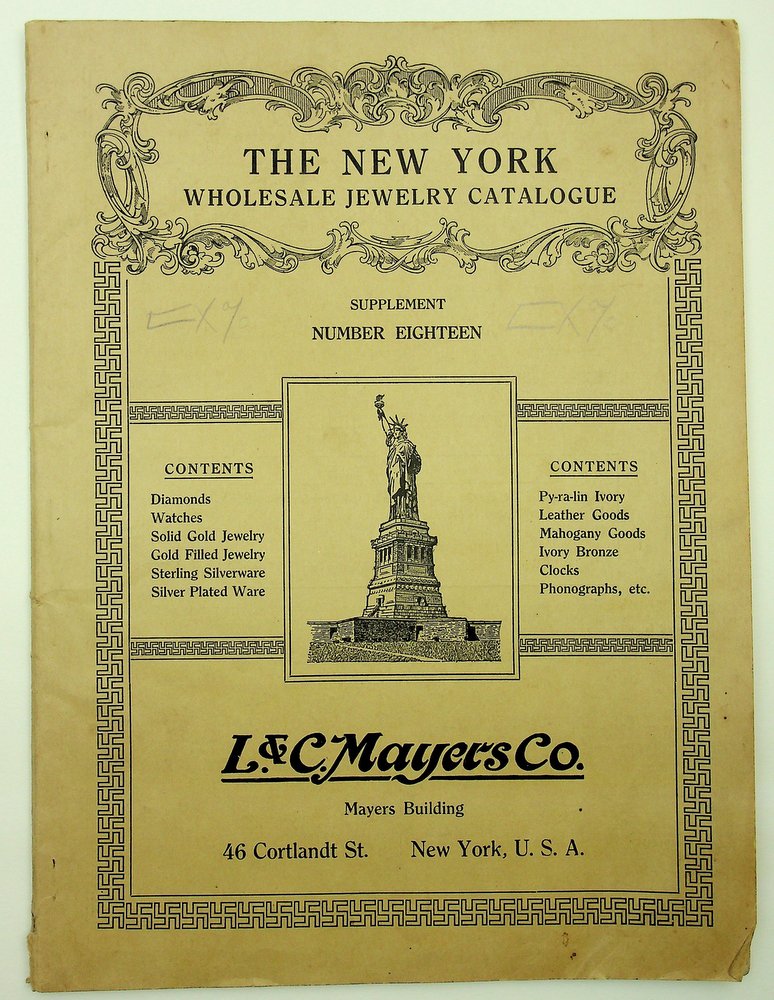 THE NEW YORK
WHOLESALE JEWELRY CATALOGUE
SUPPLEMENT
NUMBER EIGHTEEN
CONTENTS
Diamonds
Watches
Solid Gold Jewelry
Gold Filled Jewelry
Sterling Silverware
Silver Plated Ware
CONTENTS
Py-ra-lin Ivory
Leather Goods
Mahogany Goods
Ivory Bronze
Clocks
Phonographs, etc.
L. & C. Mayers Co.
Mayers Building
46 Cortlandt St. New York, U. S. A.